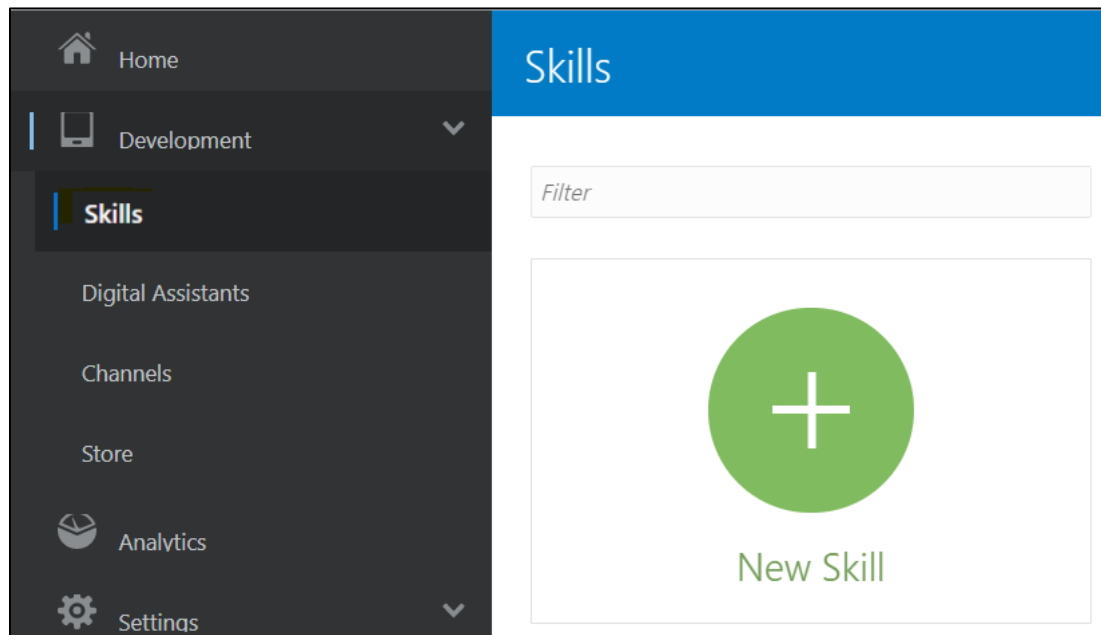 Home
Development
Skills
Digital Assistants
Channels
Store
Analytics
Settings
Skills
Filter
New Skill